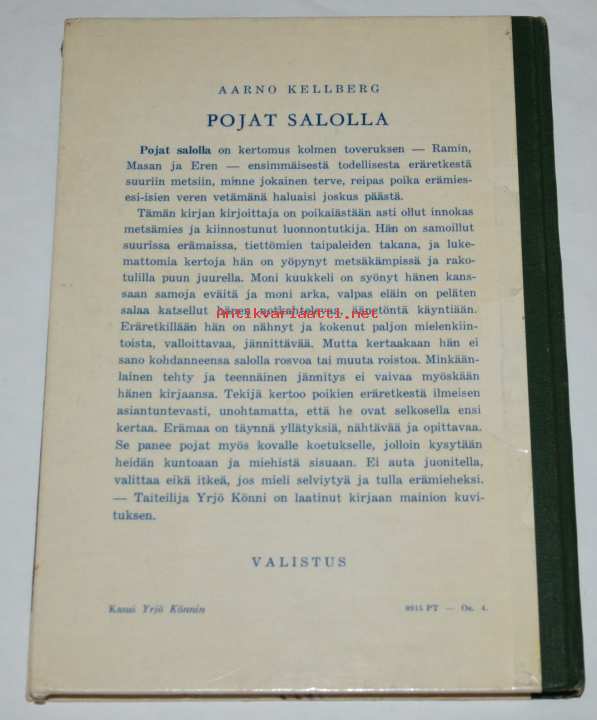 AARNO KELLBERG
POJAT SALOLLA
Pojat salolla on kertomus kolmen toveruksen — Ramin,
Masan ja Eren — ensimmäisestä todellisesta eräretkestä
suuriin metsiin, minne jokainen terve, reipas poika erämies-
esi-isien veren vetämänä haluaisi joskus päästä.
Tämän kirjan kirjoittaja on poikaiästään asti ollut innokas
metsämies ja kiinnostunut luonnontutkija. Hän on samoillut
suurissa erämaissa, tiettömien taipaleiden takana, ja luke-
mattomia kertoja hän on yöpynyt metsäkämpissä ja rako-
tulilla puun juurella. Moni kuukkeli on syönyt hänen kans-
saan samoja eväitä ja moni arka, valpas eläin on peläten
salaa katsellut hänen notkahtelevaa, äänetöntä käyntiään.
antikvariaatti.net
Eräretkillään hän on nähnyt ja kokenut paljon mielenkiin-
toista, valloittavaa, jännittävää. Mutta kertaakaan hän ei
sano kohdanneensa salolla rosvoa tai muuta roistoa. Minkään-
lainen tehty ja teennäinen jännitys ei vaivaa myöskään
hänen kirjaansa. Tekijä kertoo poikien eräretkestä ilmeisen
asiantuntevasti, unohtamatta, että he ovat selkosella ensi
kertaa. Erämaa on täynnä yllätyksiä, nähtävää ja opittavaa.
Se panee pojat myös kovalle koetukselle, jolloin kysytään
heidän kuntoaan ja miehistä sisuaan. Ei auta juonitella,
valittaa eikä itkeä, jos mieli selviytyä ja tulla erämieheksi.
— Taiteilija Yrjö Könni on laatinut kirjaan mainion kuvi-
tuksen.
VALISTUS
Kansi Yrjö Könnin
8915 PT — Oe. 4.